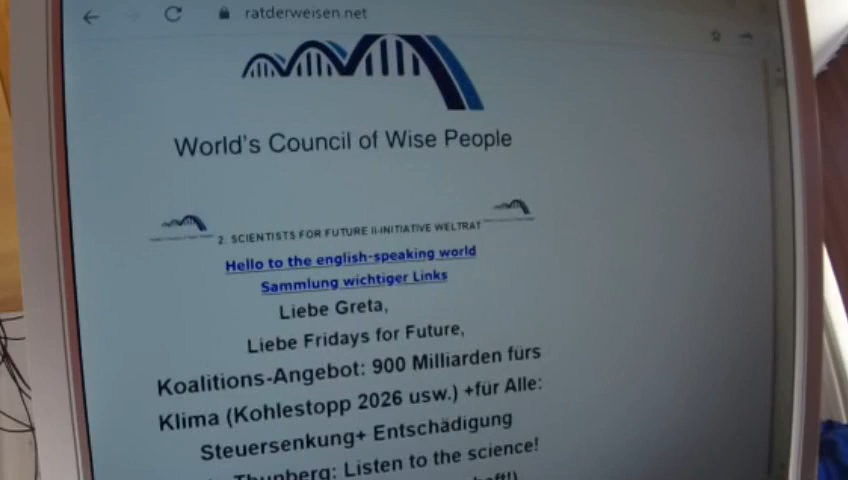 ratderweisen.net
World's Council of Wise People
2. SCIENTISTS FOR FUTURE II-INITIATIVE WELTRAT
Hello to the english-speaking world
Sammlung wichtiger Links
Liebe Greta,
Liebe Fridays for Future,
Koalitions-Angebot: 900 Milliarden fürs
Klima (Kohlestopp 2026 usw.) +für Alle:
Steuersenkung+ Entschädigung
Thunberg: Listen to the science!